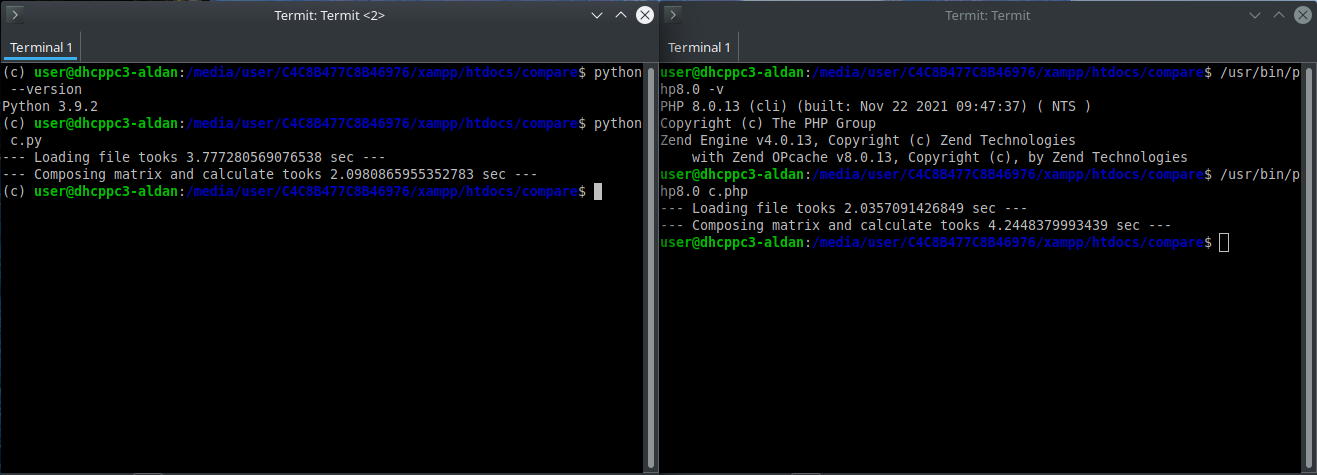 Termit: Termit <2>
Terminal 1
(c) user@dhcppc3-aldan:/media/user/C4C8B477C8B46976/xampp/htdocs/compare$ python
 --version
Python 3.9.2
(c) user@dhcppc3-aldan:/media/user/C4C8B477C8B46976/xampp/htdocs/compare$ python
 c.py
--- Loading file tooks 3.777280569076538 sec ---
--- Composing matrix and calculate tooks 2.0980865955352783 sec ---
(c) user@dhcppc3-aldan:/media/user/C4C8B477C8B46976/xampp/htdocs/compare$
Termit: Termit
Terminal 1
user@dhcppc3-aldan:/media/user/C4C8B477C8B46976/xampp/htdocs/compare$ /usr/bin/p
hp8.0 -v
PHP 8.0.13 (cli) (built: Nov 22 2021 09:47:37) ( NTS )
Copyright (c) The PHP Group
Zend Engine v4.0.13, Copyright (c) Zend Technologies
    with Zend OPcache v8.0.13, Copyright (c), by Zend Technologies
user@dhcppc3-aldan:/media/user/C4C8B477C8B46976/xampp/htdocs/compare$ /usr/bin/p
hp8.0 c.php
--- Loading file tooks 2.0357091426849 sec ---
--- Composing matrix and calculate tooks 4.2448379993439 sec ---
user@dhcppc3-aldan:/media/user/C4C8B477C8B46976/xampp/htdocs/compare$